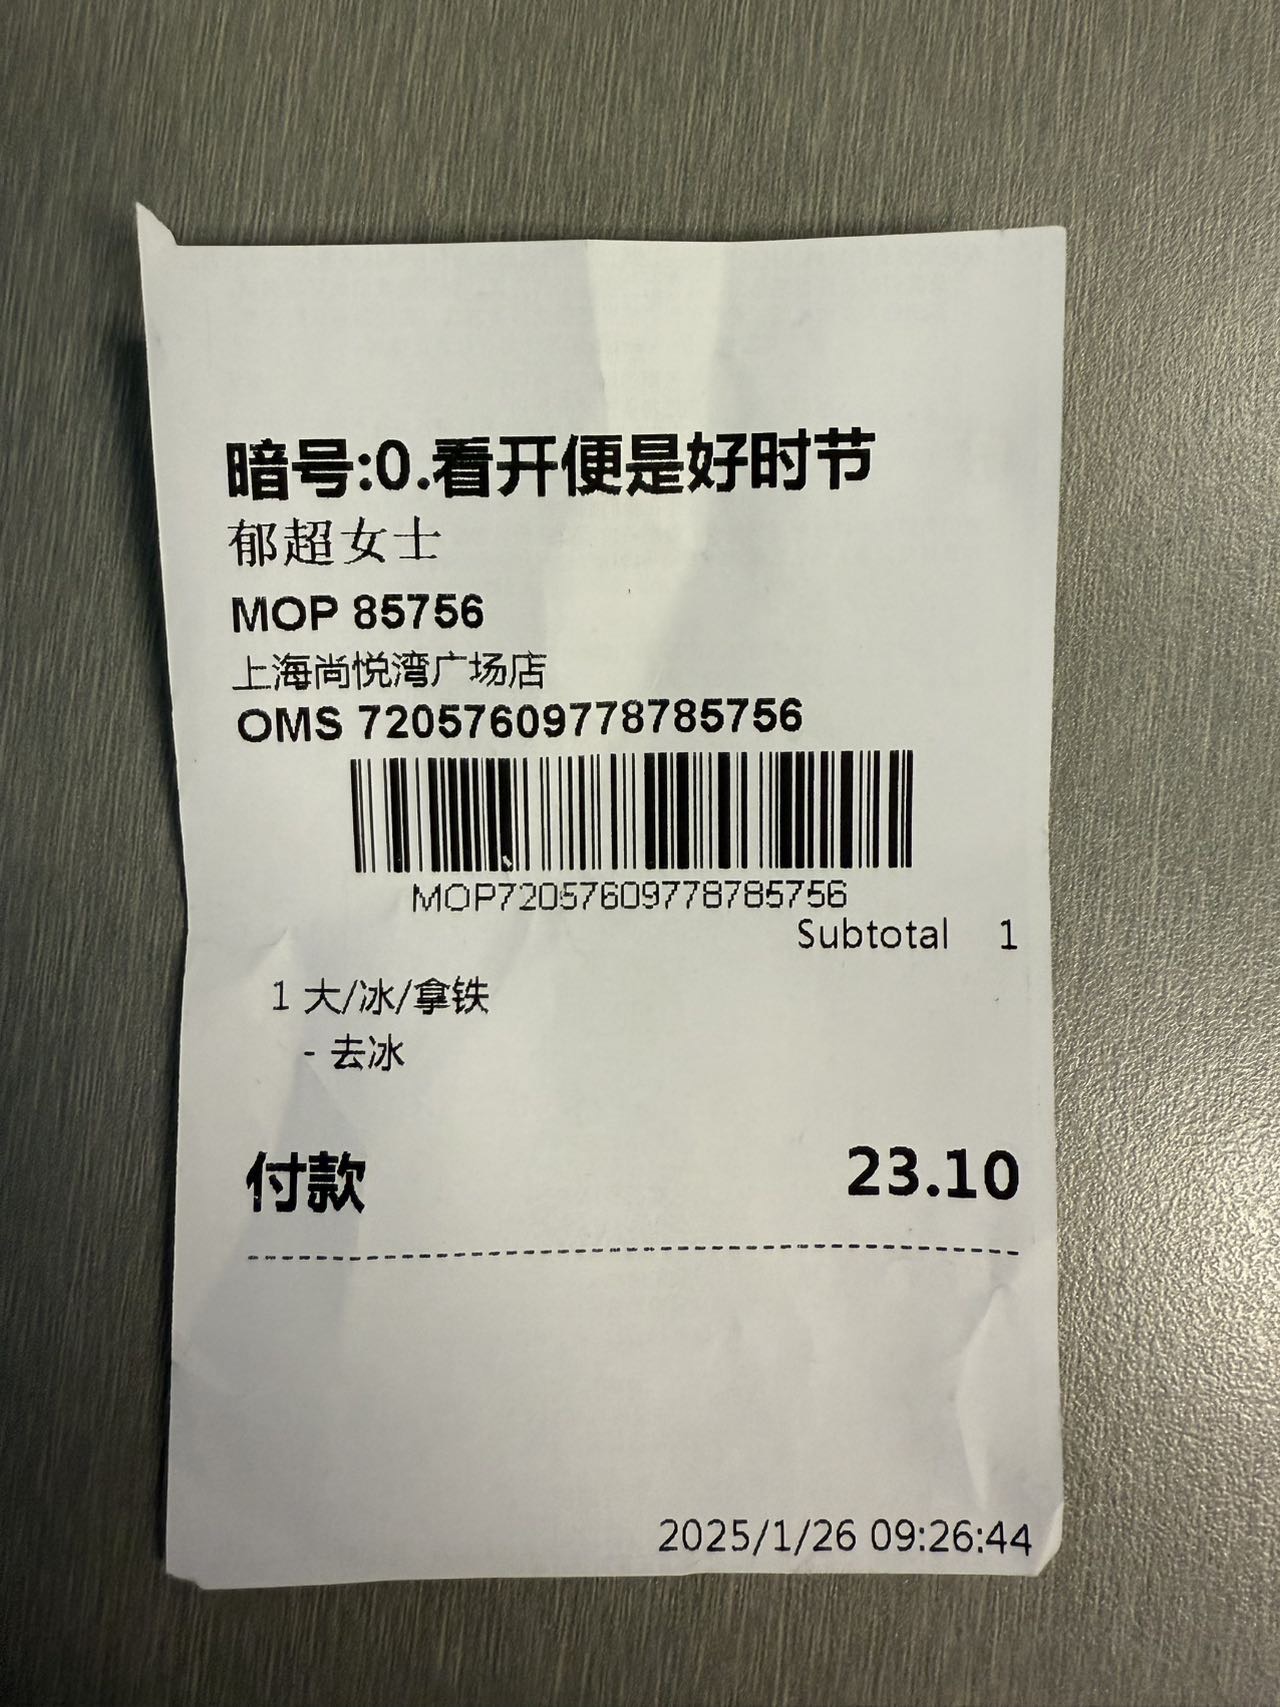 暗号:0.看开便是好时节
郁超女士
MOP 85756
上海尚悦湾广场店
OMS 72057609778785756
MOP72057609778785756
Subtotal 1
1 大/冰/拿铁
- 去冰
付款 23.10
2025/1/26 09:26:44